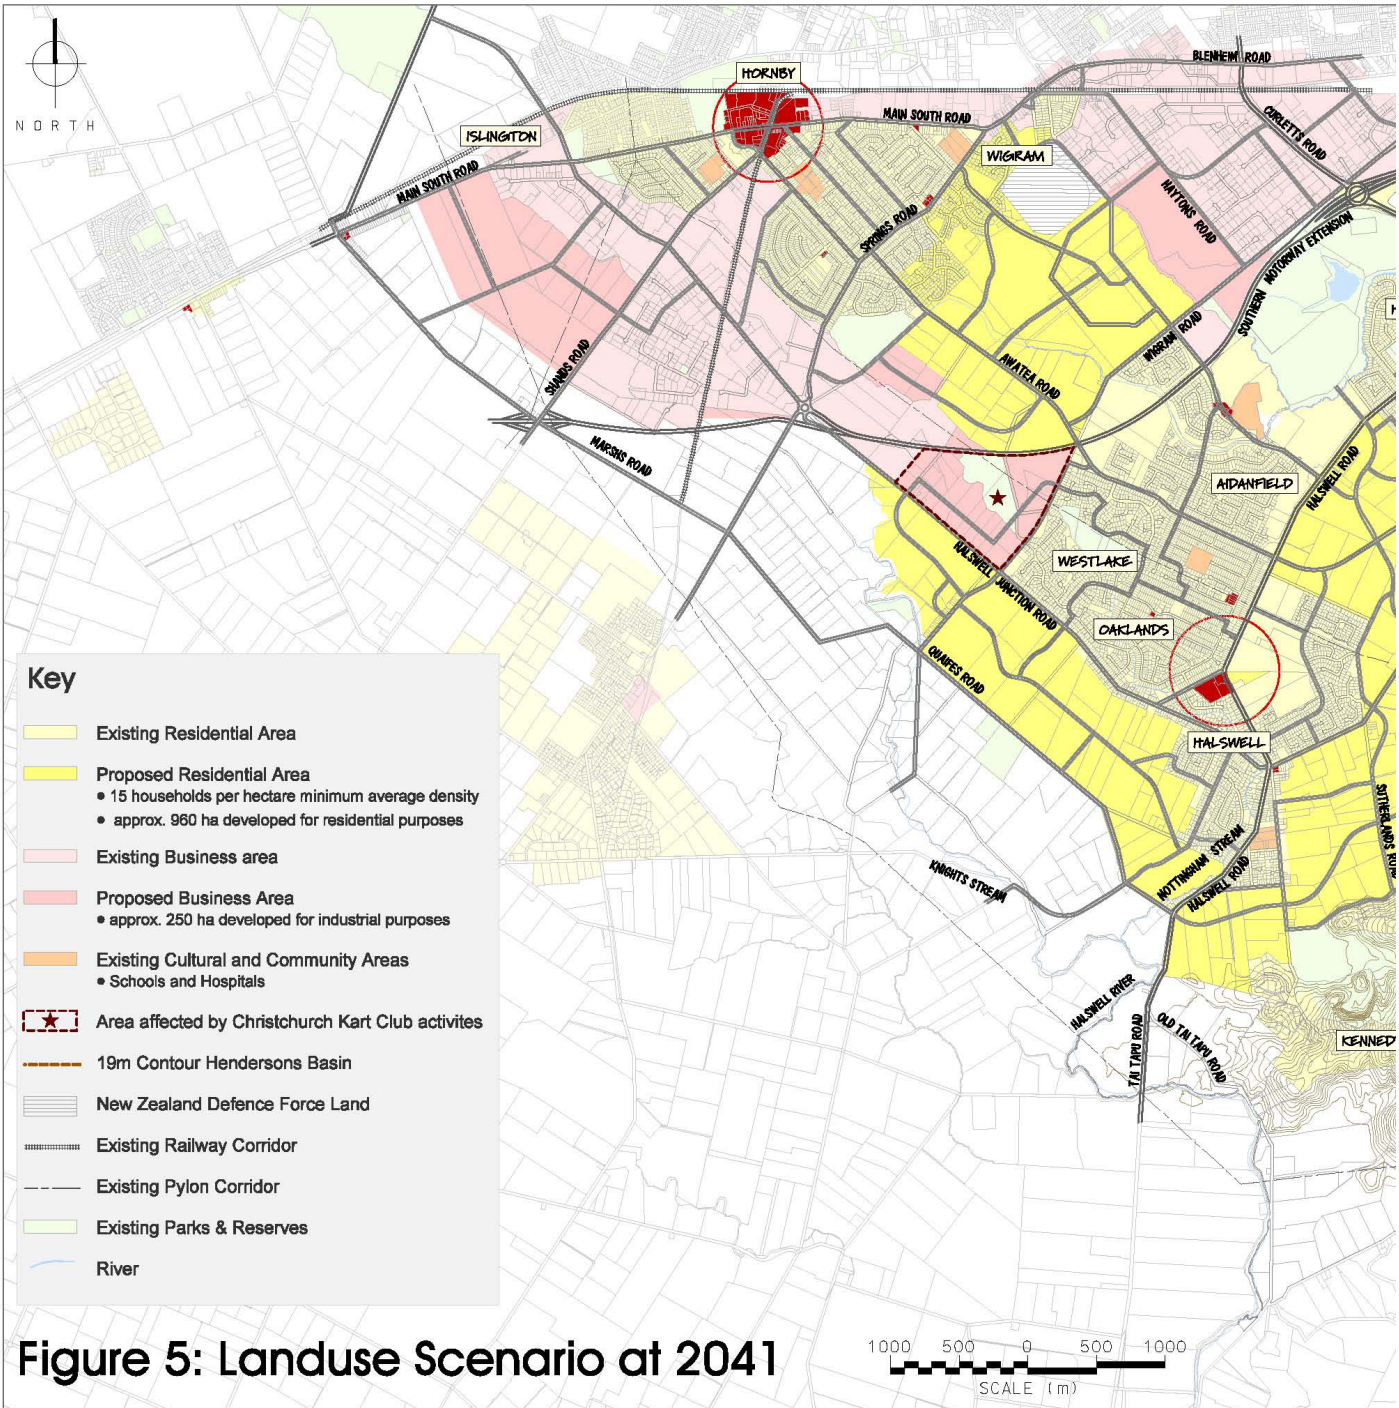 NORTH
HORNBY
BLENHEIM ROAD
ISLINGTON
MAIN SOUTH ROAD
CURLETTS ROAD
WIGRAM
MAIN SOUTH ROAD
HAYTONS ROAD
SPRINGS ROAD
SOUTHERN MOTORWAY EXTENSION
H
WIGRAM ROAD
SHANDS ROAD
AWATEA ROAD
MARSHS ROAD
HALSWELL ROAD
AIDANFIELD
HALSWELL JUNCTION ROAD
WESTLAKE
OAKLANDS
QUAIFES ROAD
HALSWELL
SUTHERLANDS ROAD
NOTTINGHAM STREAM
HALSWELL ROAD
KNIGHTS STREAM
HALSWELL RIVER
OLD TAI TAPU ROAD
TAI TAPU ROAD
KENNED
Key
Existing Residential Area
Proposed Residential Area
• 15 households per hectare minimum average density
• approx. 960 ha developed for residential purposes
Existing Business area
Proposed Business Area
• approx. 250 ha developed for industrial purposes
Existing Cultural and Community Areas
• Schools and Hospitals
Area affected by Christchurch Kart Club activites
19m Contour Hendersons Basin
New Zealand Defence Force Land
Existing Railway Corridor
Existing Pylon Corridor
Existing Parks & Reserves
River
Figure 5: Landuse Scenario at 2041
1000 500 0 500 1000
SCALE (m)